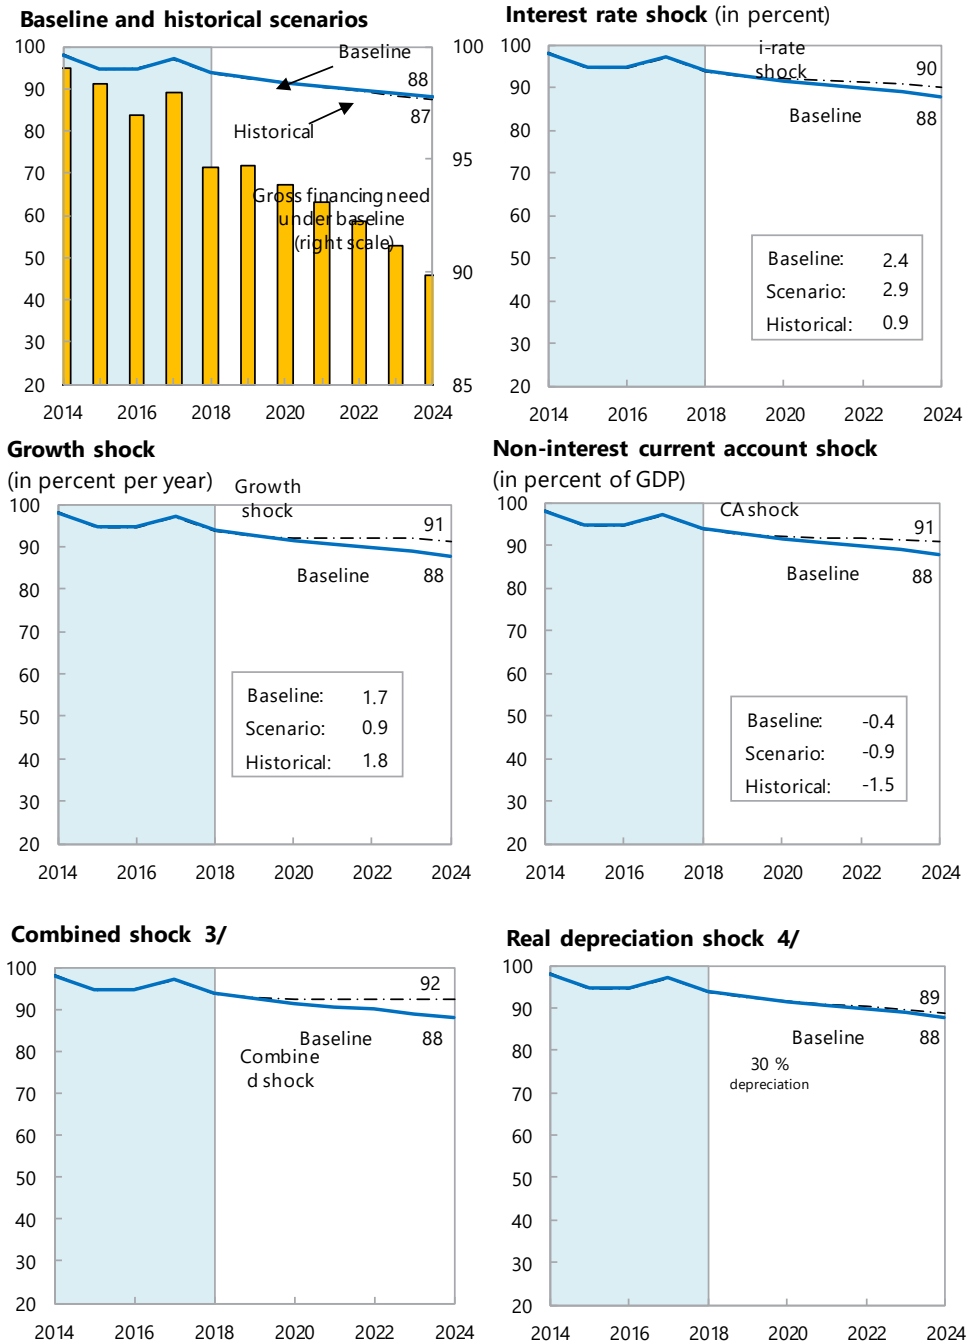 Baseline and historical scenarios
100
90
80
70
60
50
40
30
20
100
95
90
85
Baseline
88
87
Historical
Gross financing need
under baseline
(right scale)
2014 2016 2018 2020 2022 2024
Interest rate shock (in percent)
100
90
80
70
60
50
40
30
20
i-rate
shock
90
Baseline
88
Baseline: 2.4
Scenario: 2.9
Historical: 0.9
2014 2016 2018 2020 2022 2024
Growth shock
(in percent per year)
100
90
80
70
60
50
40
30
20
Growth
shock
91
Baseline
88
Baseline: 1.7
Scenario: 0.9
Historical: 1.8
2014 2016 2018 2020 2022 2024
Non-interest current account shock
(in percent of GDP)
100
90
80
70
60
50
40
30
20
CA shock
91
Baseline
88
Baseline: -0.4
Scenario: -0.9
Historical: -1.5
2014 2016 2018 2020 2022 2024
Combined shock 3/
100
90
80
70
60
50
40
30
20
92
Baseline
88
Combine
d shock
2014 2016 2018 2020 2022 2024
Real depreciation shock 4/
100
90
80
70
60
50
40
30
20
89
Baseline
88
30 %
depreciation
2014 2016 2018 2020 2022 2024